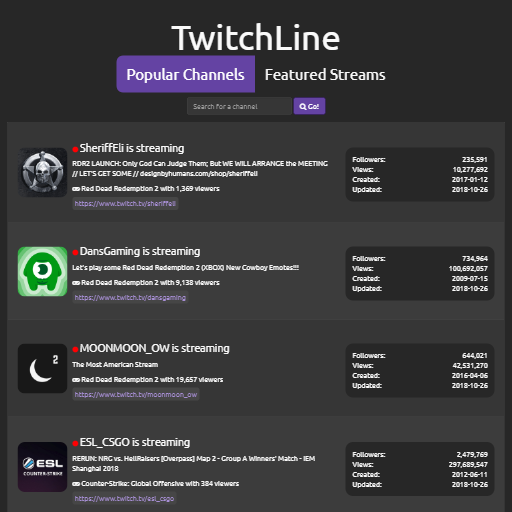 TwitchLine
Popular Channels
Featured Streams
Search for a channel
Go!
SheriffEli is streaming
RDR2 LAUNCH: Only God Can Judge Them; But WE WILL ARRANGE the MEETING
// LET'S GET SOME // designbyhumans.com/shop/sheriffeli
Red Dead Redemption 2 with 1,369 viewers
https://www.twitch.tv/sheriffeli
Followers: 235,591
Views: 10,277,692
Created: 2017-01-12
Updated: 2018-10-26
DansGaming is streaming
Let's play some Red Dead Redemption 2 (XBOX) New Cowboy Emotes!!!
Red Dead Redemption 2 with 9,138 viewers
https://www.twitch.tv/dansgaming
Followers: 734,964
Views: 100,692,057
Created: 2009-07-15
Updated: 2018-10-26
2
MOONMOON_OW is streaming
The Most American Stream
Red Dead Redemption 2 with 19,657 viewers
https://www.twitch.tv/moonmoon_ow
Followers: 644,021
Views: 42,531,270
Created: 2016-04-06
Updated: 2018-10-26
ESL
COUNTER-STRIKE
ESL_CSGO is streaming
RERUN: NRG vs. HellRaisers [Overpass] Map 2 - Group A Winners' Match - IEM
Shanghai 2018
Counter-Strike: Global Offensive with 384 viewers
https://www.twitch.tv/esl_csgo
Followers: 2,479,769
Views: 297,689,547
Created: 2012-06-11
Updated: 2018-10-26